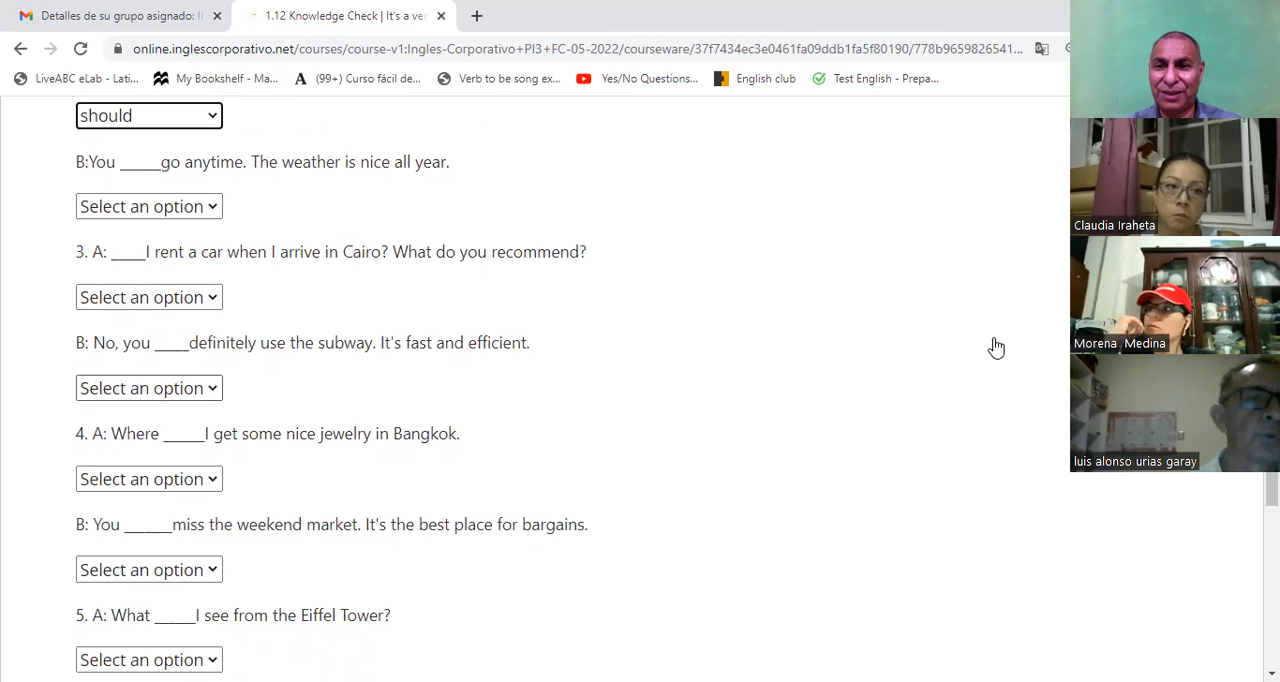 Detalles de su grupo asignado: I
1.12 Knowledge Check | It's a ver
online.inglescorporativo.net/courses/course-v1:Ingles-Corporativo+PI3+FC-05-2022/courseware/37f7434ec3e0461fa09ddb1fa5f80190/778b9659826541...
LiveABC eLab - Lati... My Bookshelf - Ma... (99+) Curso fácil de... Verb to be song ex... Yes/No Questions... English club Test English - Prepa...
should
B:You _____go anytime. The weather is nice all year.
Select an option
3. A: ____I rent a car when I arrive in Cairo? What do you recommend?
Select an option
B: No, you ____definitely use the subway. It's fast and efficient.
Select an option
4. A: Where _____I get some nice jewelry in Bangkok.
Select an option
B: You ______miss the weekend market. It's the best place for bargains.
Select an option
5. A: What _____I see from the Eiffel Tower?
Select an option
Claudia Iraheta
Morena Medina
luis alonso urias garay